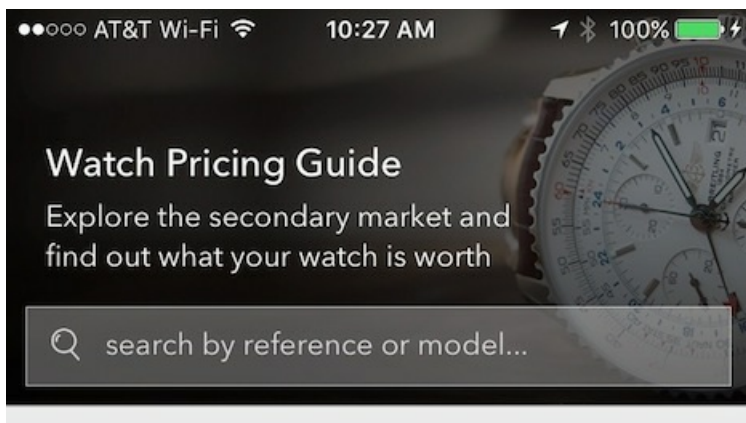 AT&T Wi-Fi 10:27 AM 100%
Watch Pricing Guide
Explore the secondary market and
find out what your watch is worth
search by reference or model...
BREITLING